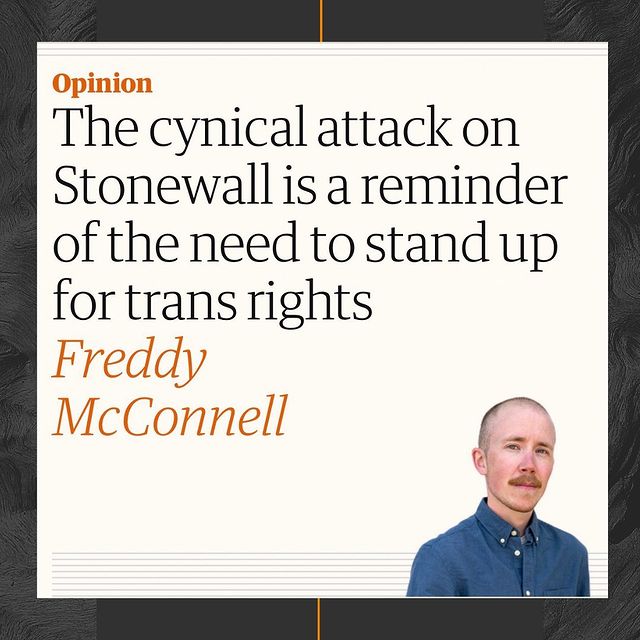 Opinion
The cynical attack on
Stonewall is a reminder
of the need to stand up
for trans rights
Freddy
McConnell